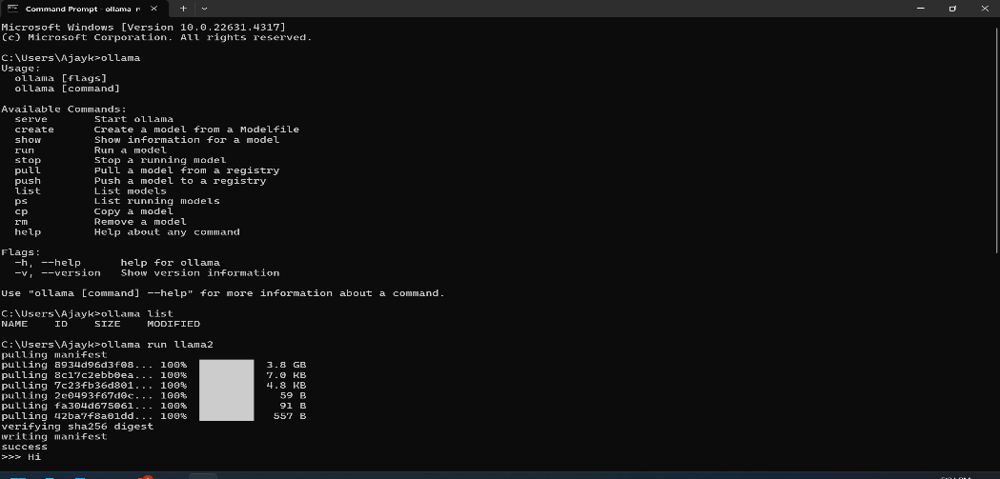 Command Prompt - ollama r
Microsoft Windows [Version 10.0.22631.4317]
(c) Microsoft Corporation. All rights reserved.
C:\Users\Ajayk>ollama
Usage:
  ollama [flags]
  ollama [command]
Available Commands:
  serve       Start ollama
  create      Create a model from a Modelfile
  show        Show information for a model
  run         Run a model
  stop        Stop a running model
  pull        Pull a model from a registry
  push        Push a model to a registry
  list        List models
  ps          List running models
  cp          Copy a model
  rm          Remove a model
  help        Help about any command
Flags:
  -h, --help      help for ollama
  -v, --version   Show version information
Use "ollama [command] --help" for more information about a command.
C:\Users\Ajayk>ollama list
NAME    ID    SIZE    MODIFIED
C:\Users\Ajayk>ollama run llama2
pulling manifest
pulling 8934d96d3f08... 100% 3.8 GB
pulling 8c17c2ebb0ea... 100% 7.0 KB
pulling 7c23fb36d801... 100% 4.8 KB
pulling 2e0493f67d0c... 100% 59 B
pulling fa304d675061... 100% 91 B
pulling 42ba7f8a01dd... 100% 557 B
verifying sha256 digest
writing manifest
success
>>> Hi